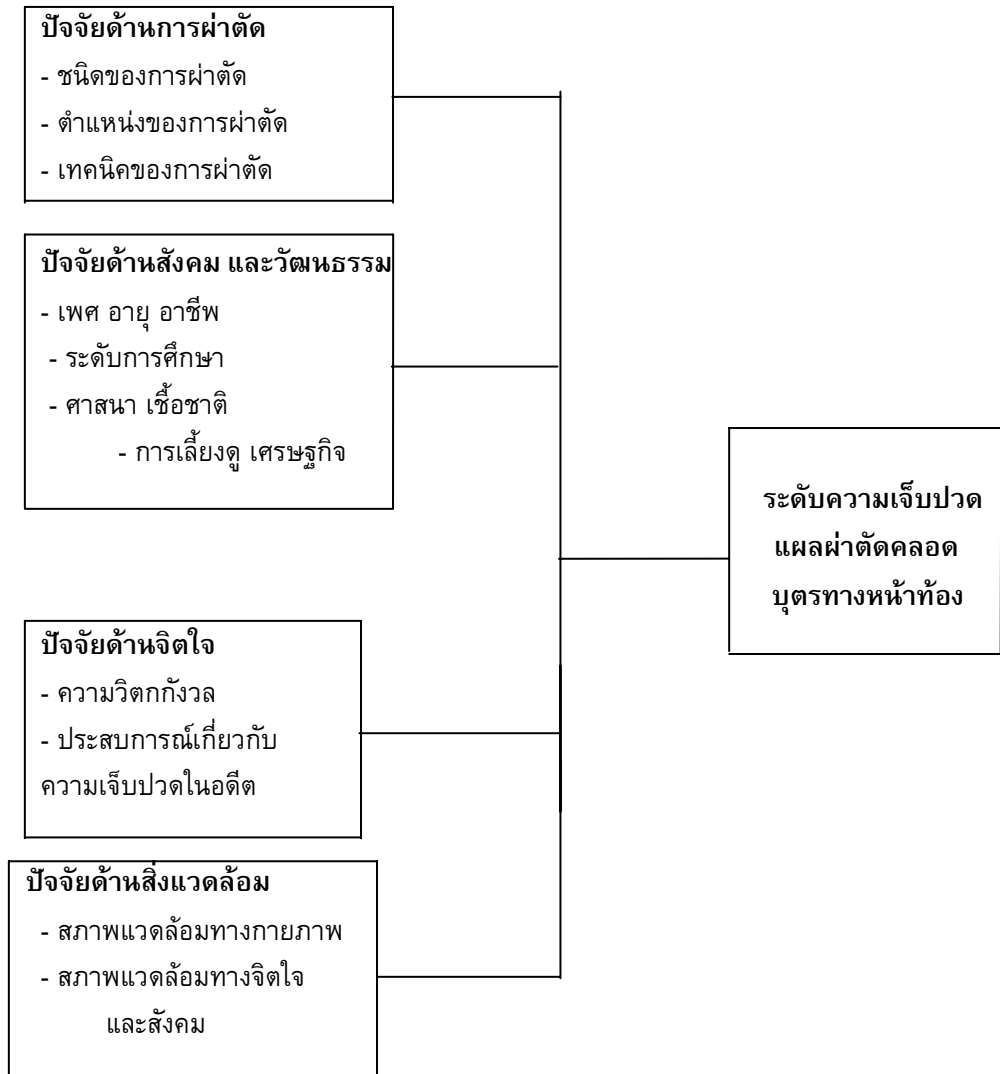 ปัจจัยด้านการผ่าตัด
- ชนิดของการผ่าตัด
- ตำแหน่งของการผ่าตัด
- เทคนิคของการผ่าตัด
ปัจจัยด้านสังคม และวัฒนธรรม
- เพศ อายุ อาชีพ
- ระดับการศึกษา
- ศาสนา เชื้อชาติ
- การเลี้ยงดู เศรษฐกิจ
ปัจจัยด้านจิตใจ
- ความวิตกกังวล
- ประสบการณ์เกี่ยวกับ
ความเจ็บปวดในอดีต
ปัจจัยด้านสิ่งแวดล้อม
- สภาพแวดล้อมทางกายภาพ
- สภาพแวดล้อมทางจิตใจ
และสังคม
ระดับความเจ็บปวด
แผลผ่าตัดคลอด
บุตรทางหน้าท้อง